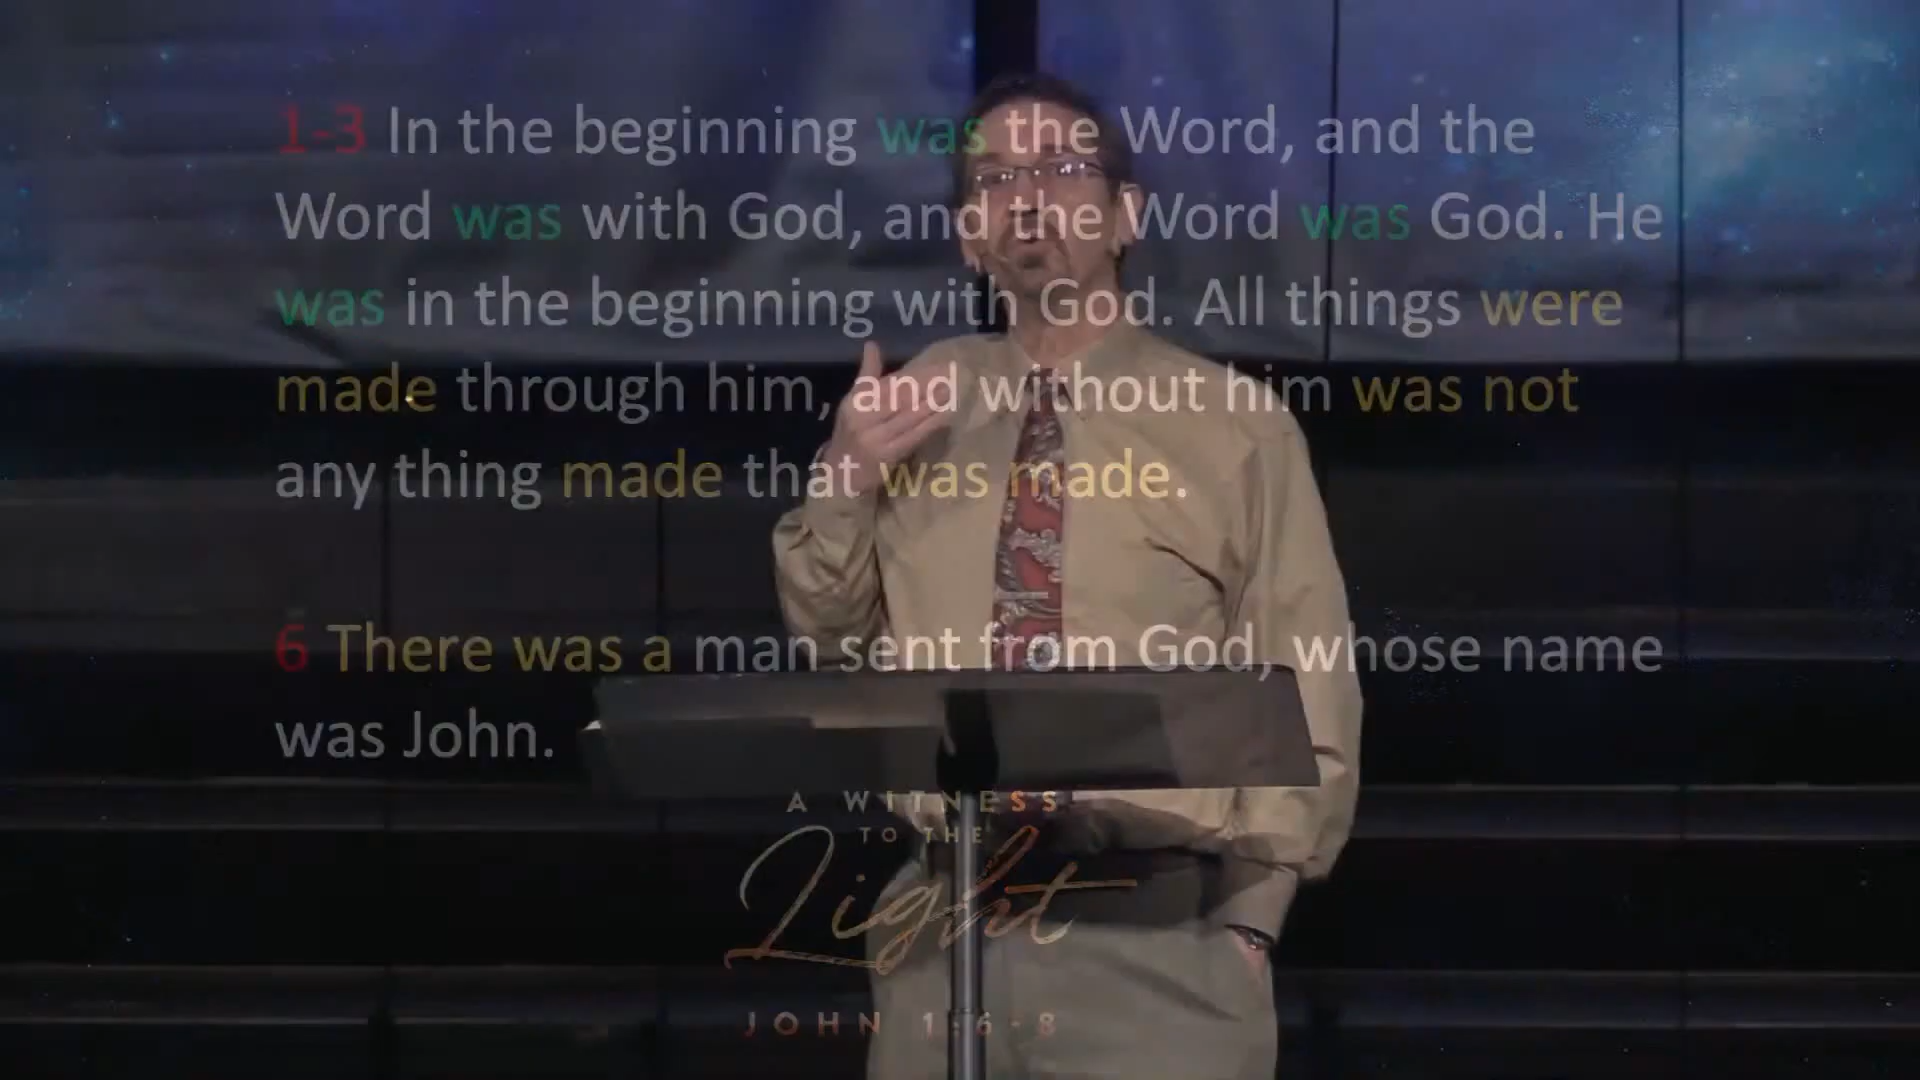 1-3 In the beginning was the Word, and the
Word was with God, and the Word was God. He
was in the beginning with God. All things were
made through him, and without him was not
any thing made that was made.
6 There was a man sent from God, whose name
was John.
A WITNESS
TO THE
Light
JOHN 1:6-8